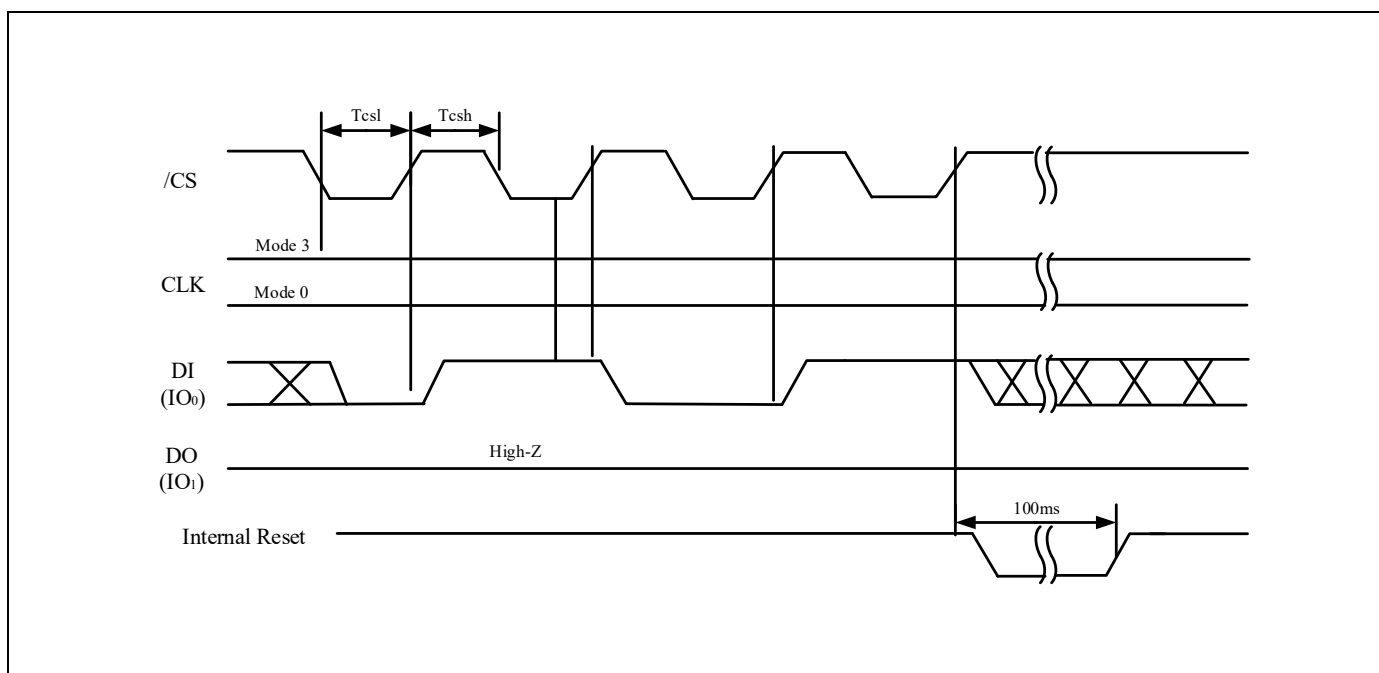 Tcsl Tcsh
/CS
Mode 3
CLK
Mode 0
DI
(IO₀)
High-Z
DO
(IO₁)
100ms
Internal Reset